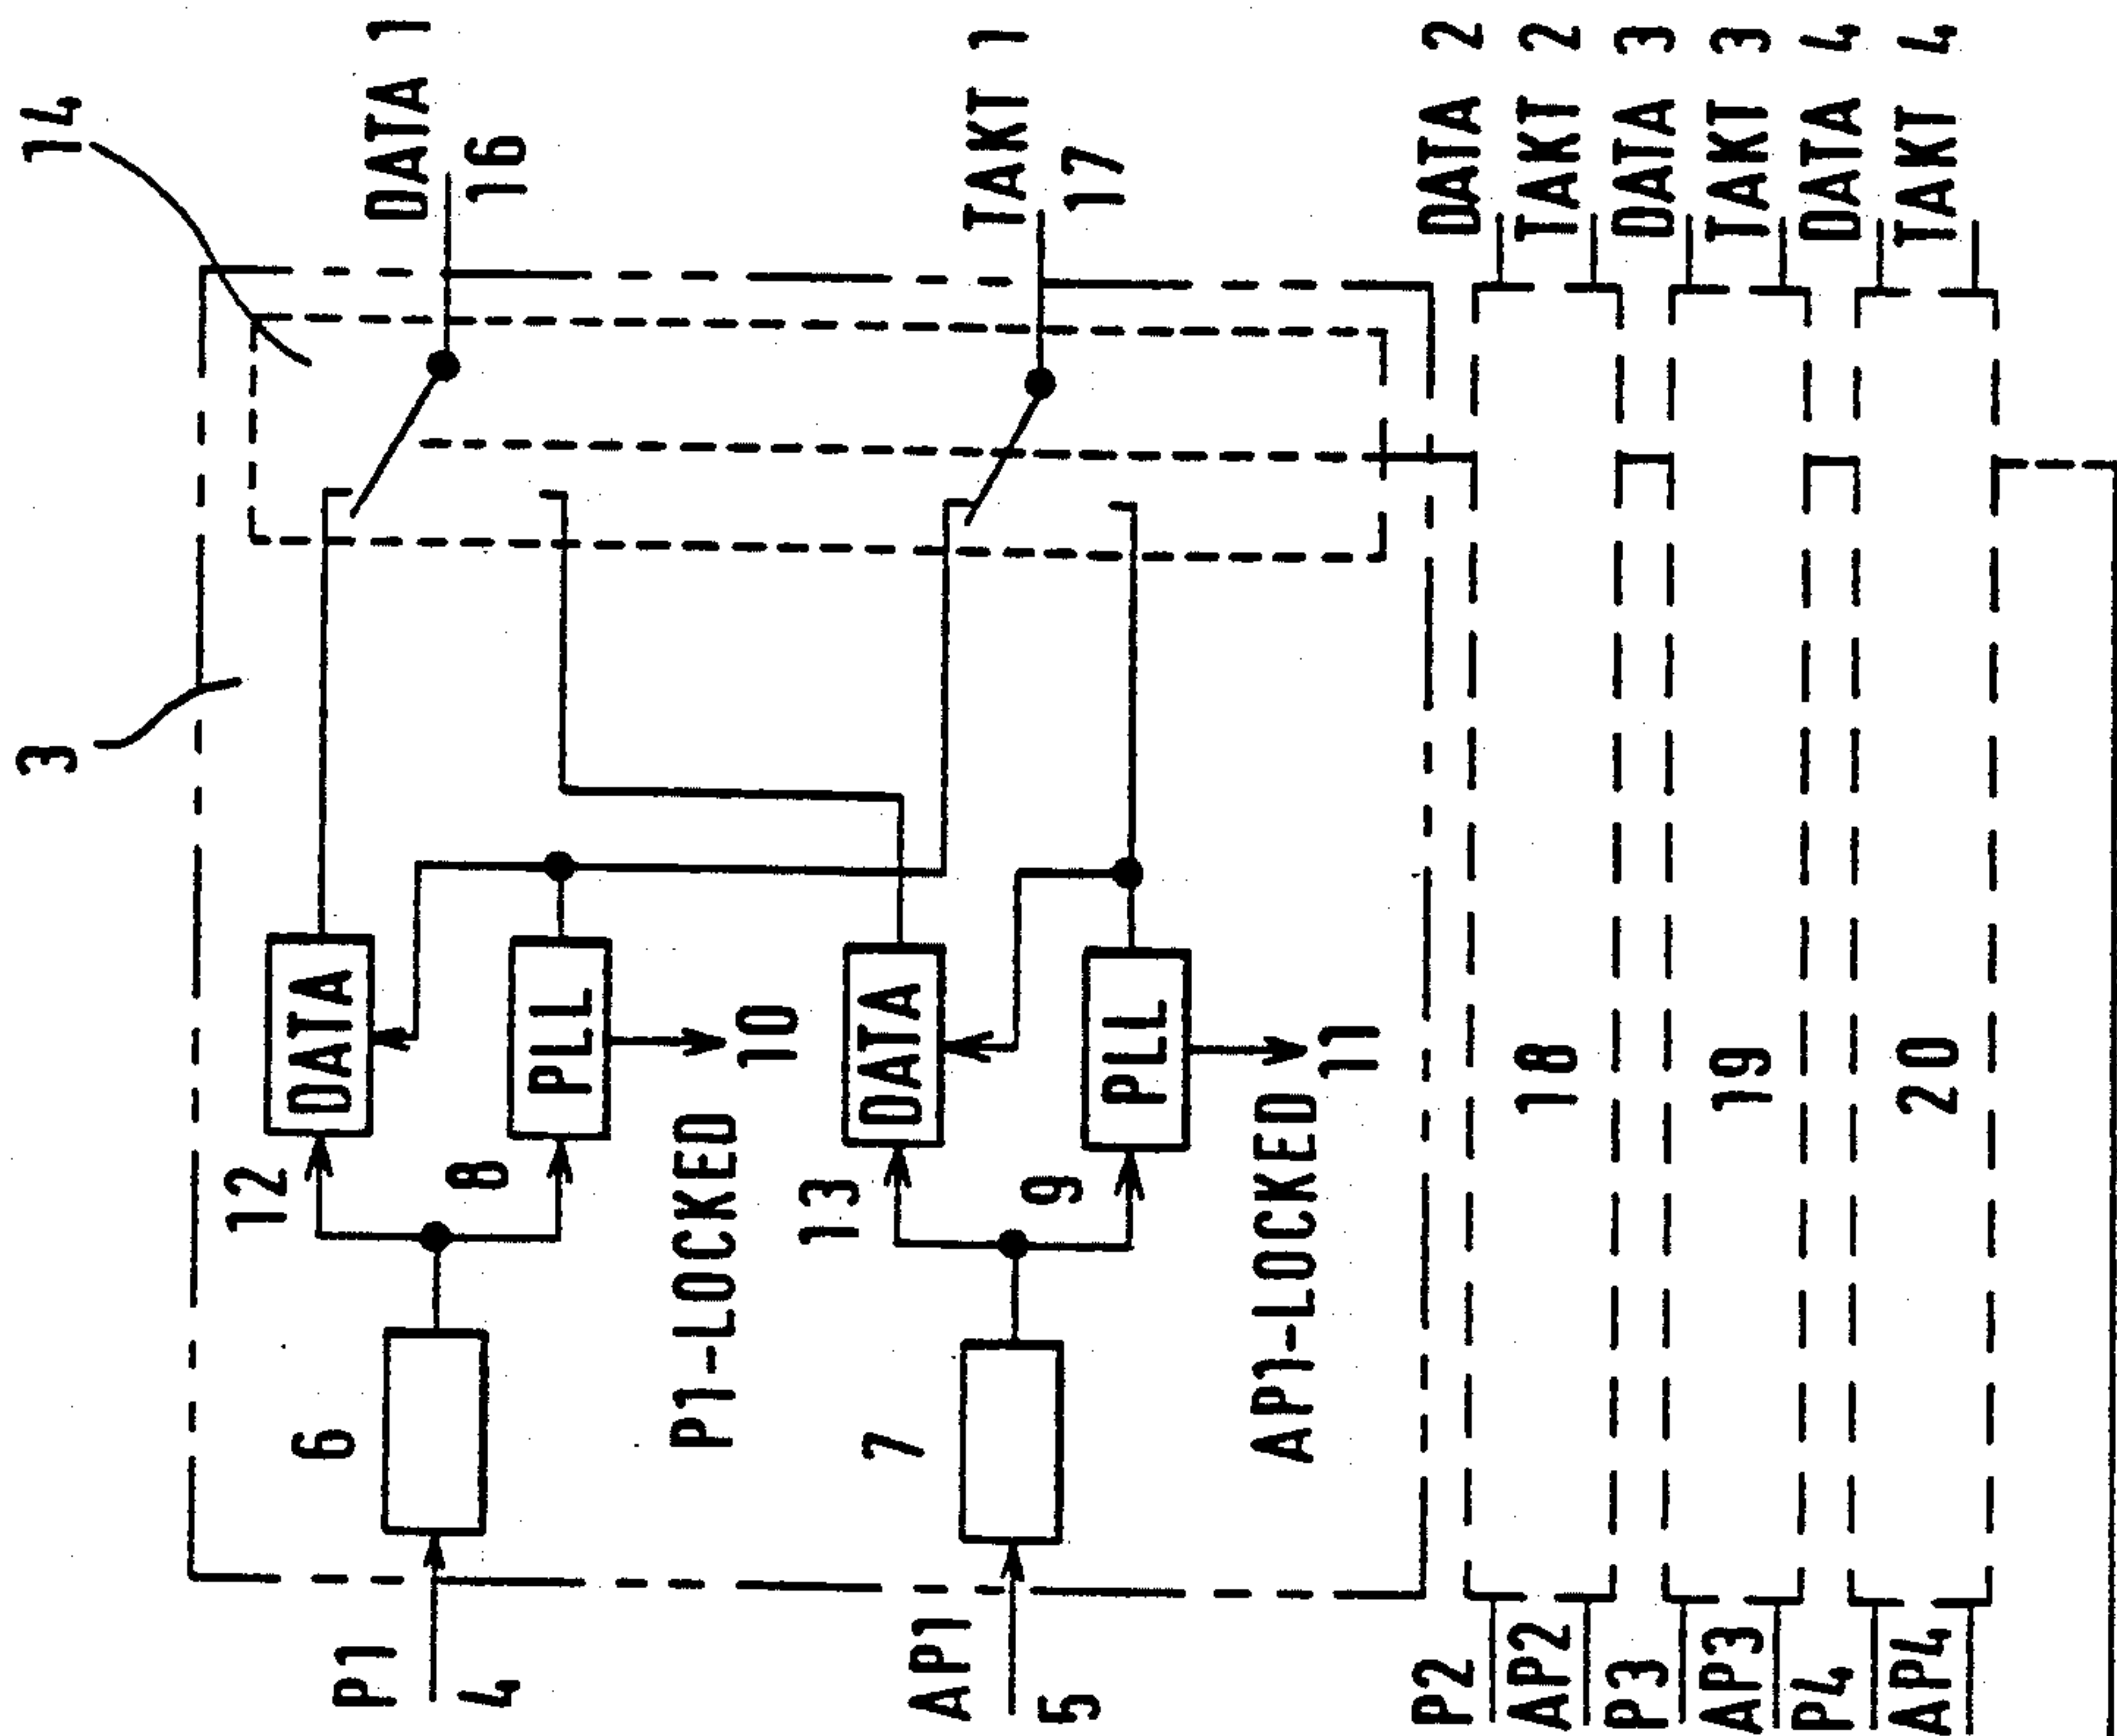 14
3
DATA 1
16
TAKT 1
17
DATA 2
TAKT 2
DATA 3
TAKT 3
DATA 4
TAKT 4
12
DATA
8
PLL
10
P1-LOCKED
13
DATA
9
PLL
11
AP1-LOCKED
6
7
P1
4
AP1
5
18
19
20
P2
AP2
P3
AP3
P4
AP4